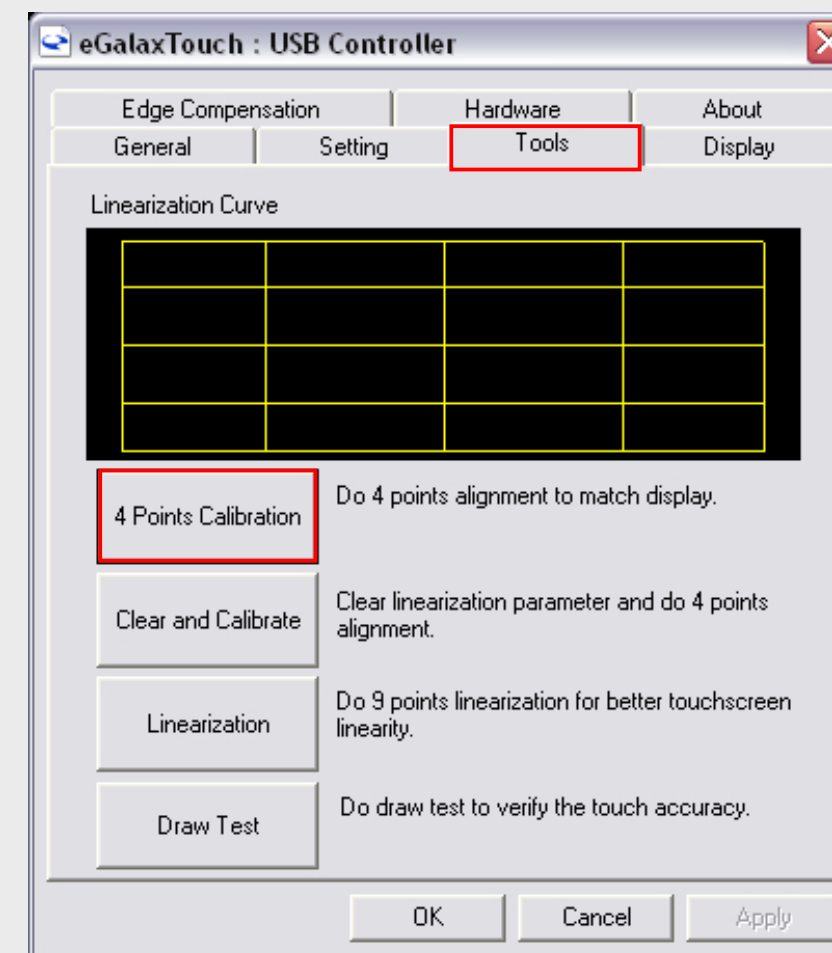 eGalaxTouch : USB Controller
Edge Compensation Hardware About
General Setting Tools Display
Linearization Curve
4 Points Calibration
Do 4 points alignment to match display.
Clear and Calibrate
Clear linearization parameter and do 4 points
alignment.
Linearization
Do 9 points linearization for better touchscreen
linearity.
Draw Test
Do draw test to verify the touch accuracy.
OK Cancel Apply